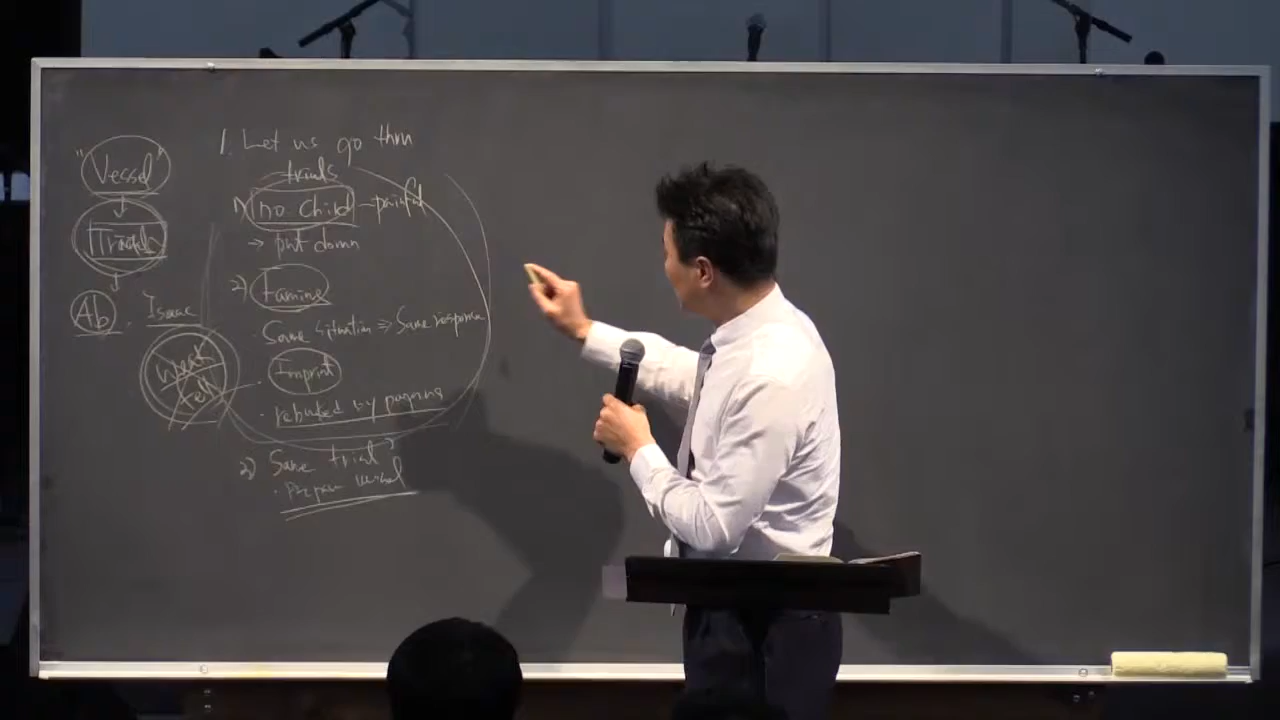 "Vessel"
Trials
Ab. Isaac
1. Let us go thru
trials
1) no child - painful
→ put down
2) Famine
· Same situation ⇒ Same response
· Imprint
· rebuked by pagans
3) Same trial?
· Prepare vessel